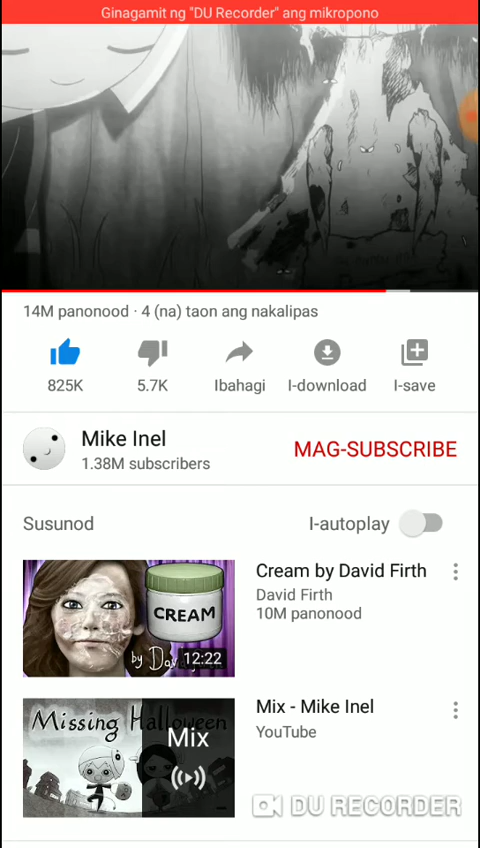 Ginagamit ng "DU Recorder" ang mikropono
14M panonood · 4 (na) taon ang nakalipas
825K
5.7K
Ibahagi
I-download
I-save
Mike Inel
1.38M subscribers
MAG-SUBSCRIBE
Susunod
I-autoplay
CREAM
by Dav
12:22
Cream by David Firth
David Firth
10M panonood
Missing Halloween
Mix
Mix - Mike Inel
YouTube
DU RECORDER